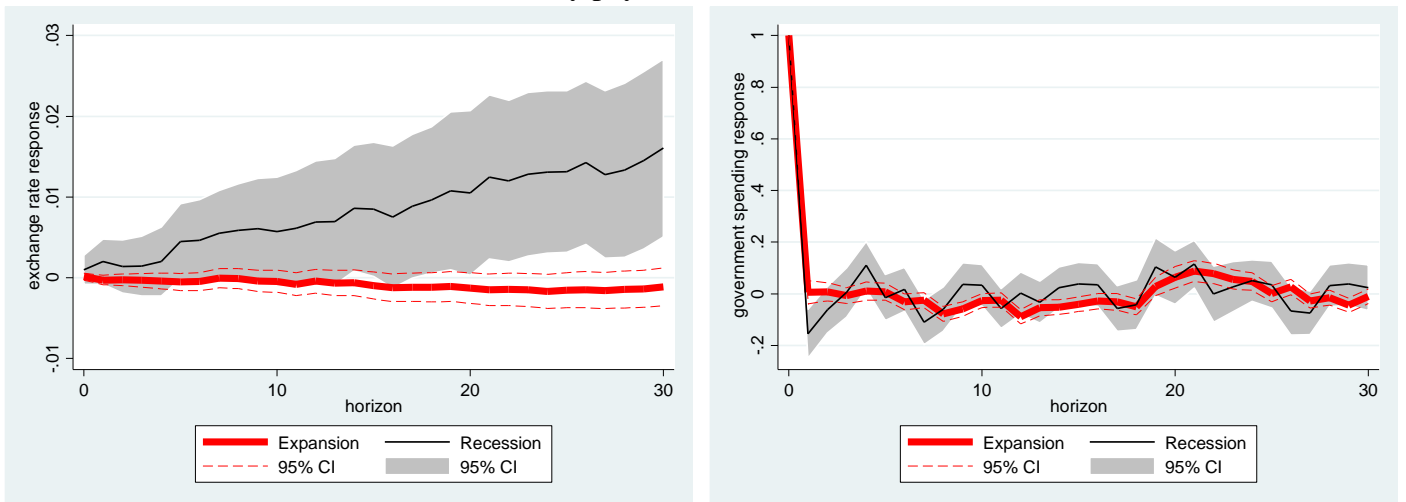 exchange rate response
.03
.02
.01
0
-.01
0
10
20
30
horizon
Expansion
Recession
95% CI
95% CI
government spending response
1
.8
.6
.4
.2
0
-.2
0
10
20
30
horizon
Expansion
Recession
95% CI
95% CI